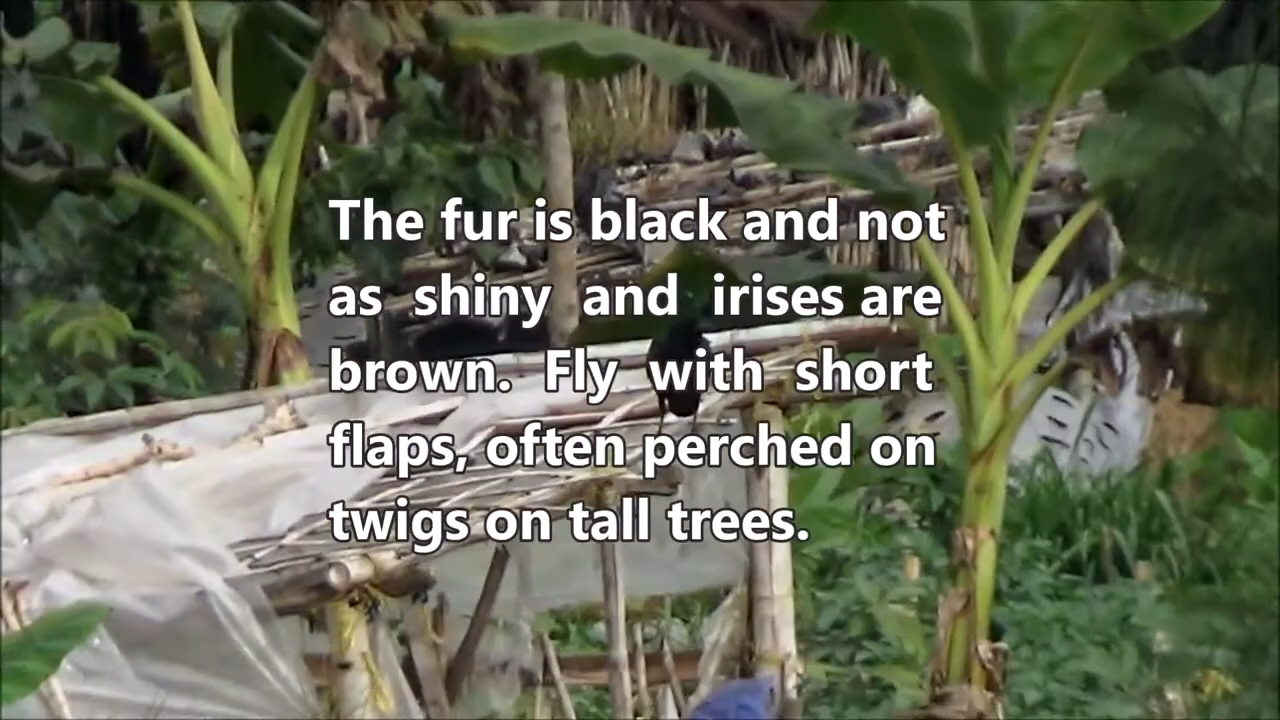 The fur is black and not
as shiny and irises are
brown. Fly with short
flaps, often perched on
twigs on tall trees.